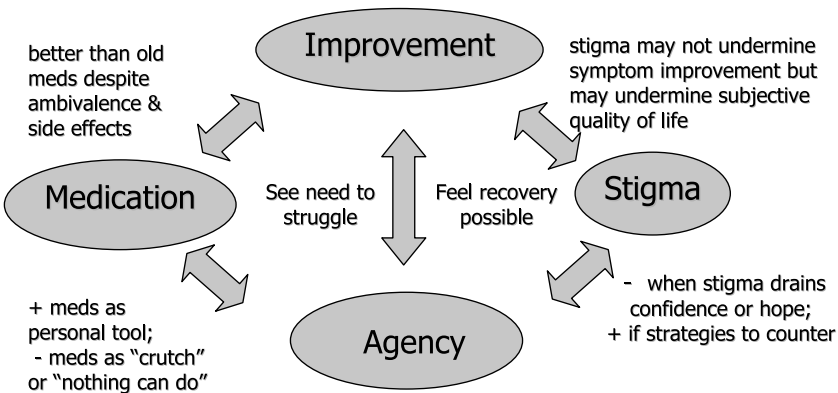 Improvement
better than old
meds despite
ambivalence &
side effects
stigma may not undermine
symptom improvement but
may undermine subjective
quality of life
Medication
See need to
struggle
Feel recovery
possible
Stigma
+ meds as
personal tool;
- meds as “crutch”
or “nothing can do”
Agency
- when stigma drains
confidence or hope;
+ if strategies to counter